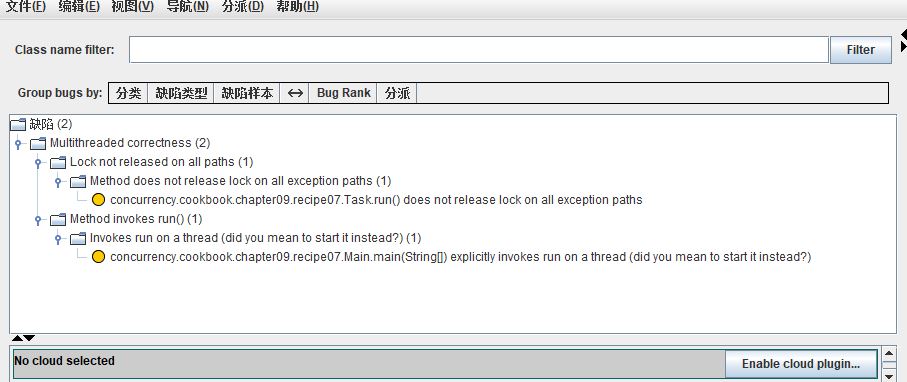 文件(F) 编辑(E) 视图(V) 导航(N) 分派(D) 帮助(H)
Class name filter: Filter
Group bugs by: 分类 缺陷类型 缺陷样本 ↔ Bug Rank 分派
缺陷 (2)
Multithreaded correctness (2)
Lock not released on all paths (1)
Method does not release lock on all exception paths (1)
concurrency.cookbook.chapter09.recipe07.Task.run() does not release lock on all exception paths
Method invokes run() (1)
Invokes run on a thread (did you mean to start it instead?) (1)
concurrency.cookbook.chapter09.recipe07.Main.main(String[]) explicitly invokes run on a thread (did you mean to start it instead?)
No cloud selected Enable cloud plugin...